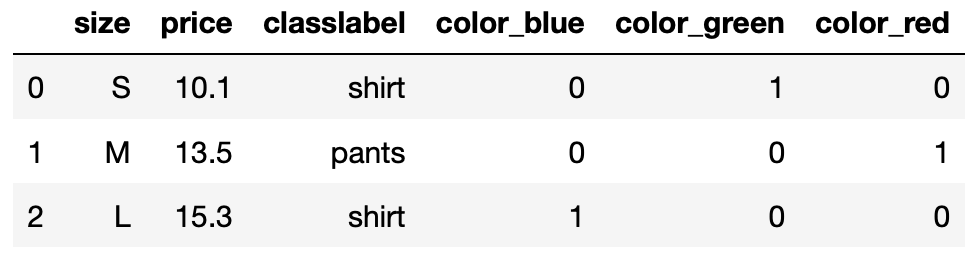 size price classlabel color_blue color_green color_red
0 S 10.1 shirt 0 1 0
1 M 13.5 pants 0 0 1
2 L 15.3 shirt 1 0 0